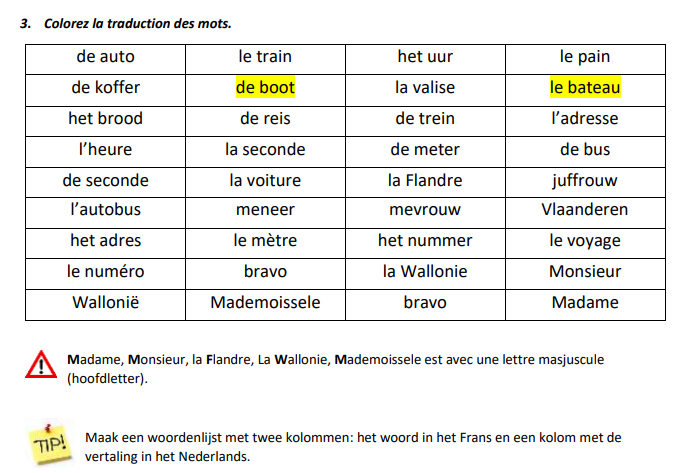 3. Colorez la traduction des mots.
de auto le train het uur le pain
de koffer de boot la valise le bateau
het brood de reis de trein l’adresse
l’heure la seconde de meter de bus
de seconde la voiture la Flandre juffrouw
l’autobus meneer mevrouw Vlaanderen
het adres le mètre het nummer le voyage
le numéro bravo la Wallonie Monsieur
Wallonië Mademoissele bravo Madame
Madame, Monsieur, la Flandre, La Wallonie, Mademoissele est avec une lettre masjuscule
(hoofdletter).
TIP!
Maak een woordenlijst met twee kolommen: het woord in het Frans en een kolom met de
vertaling in het Nederlands.